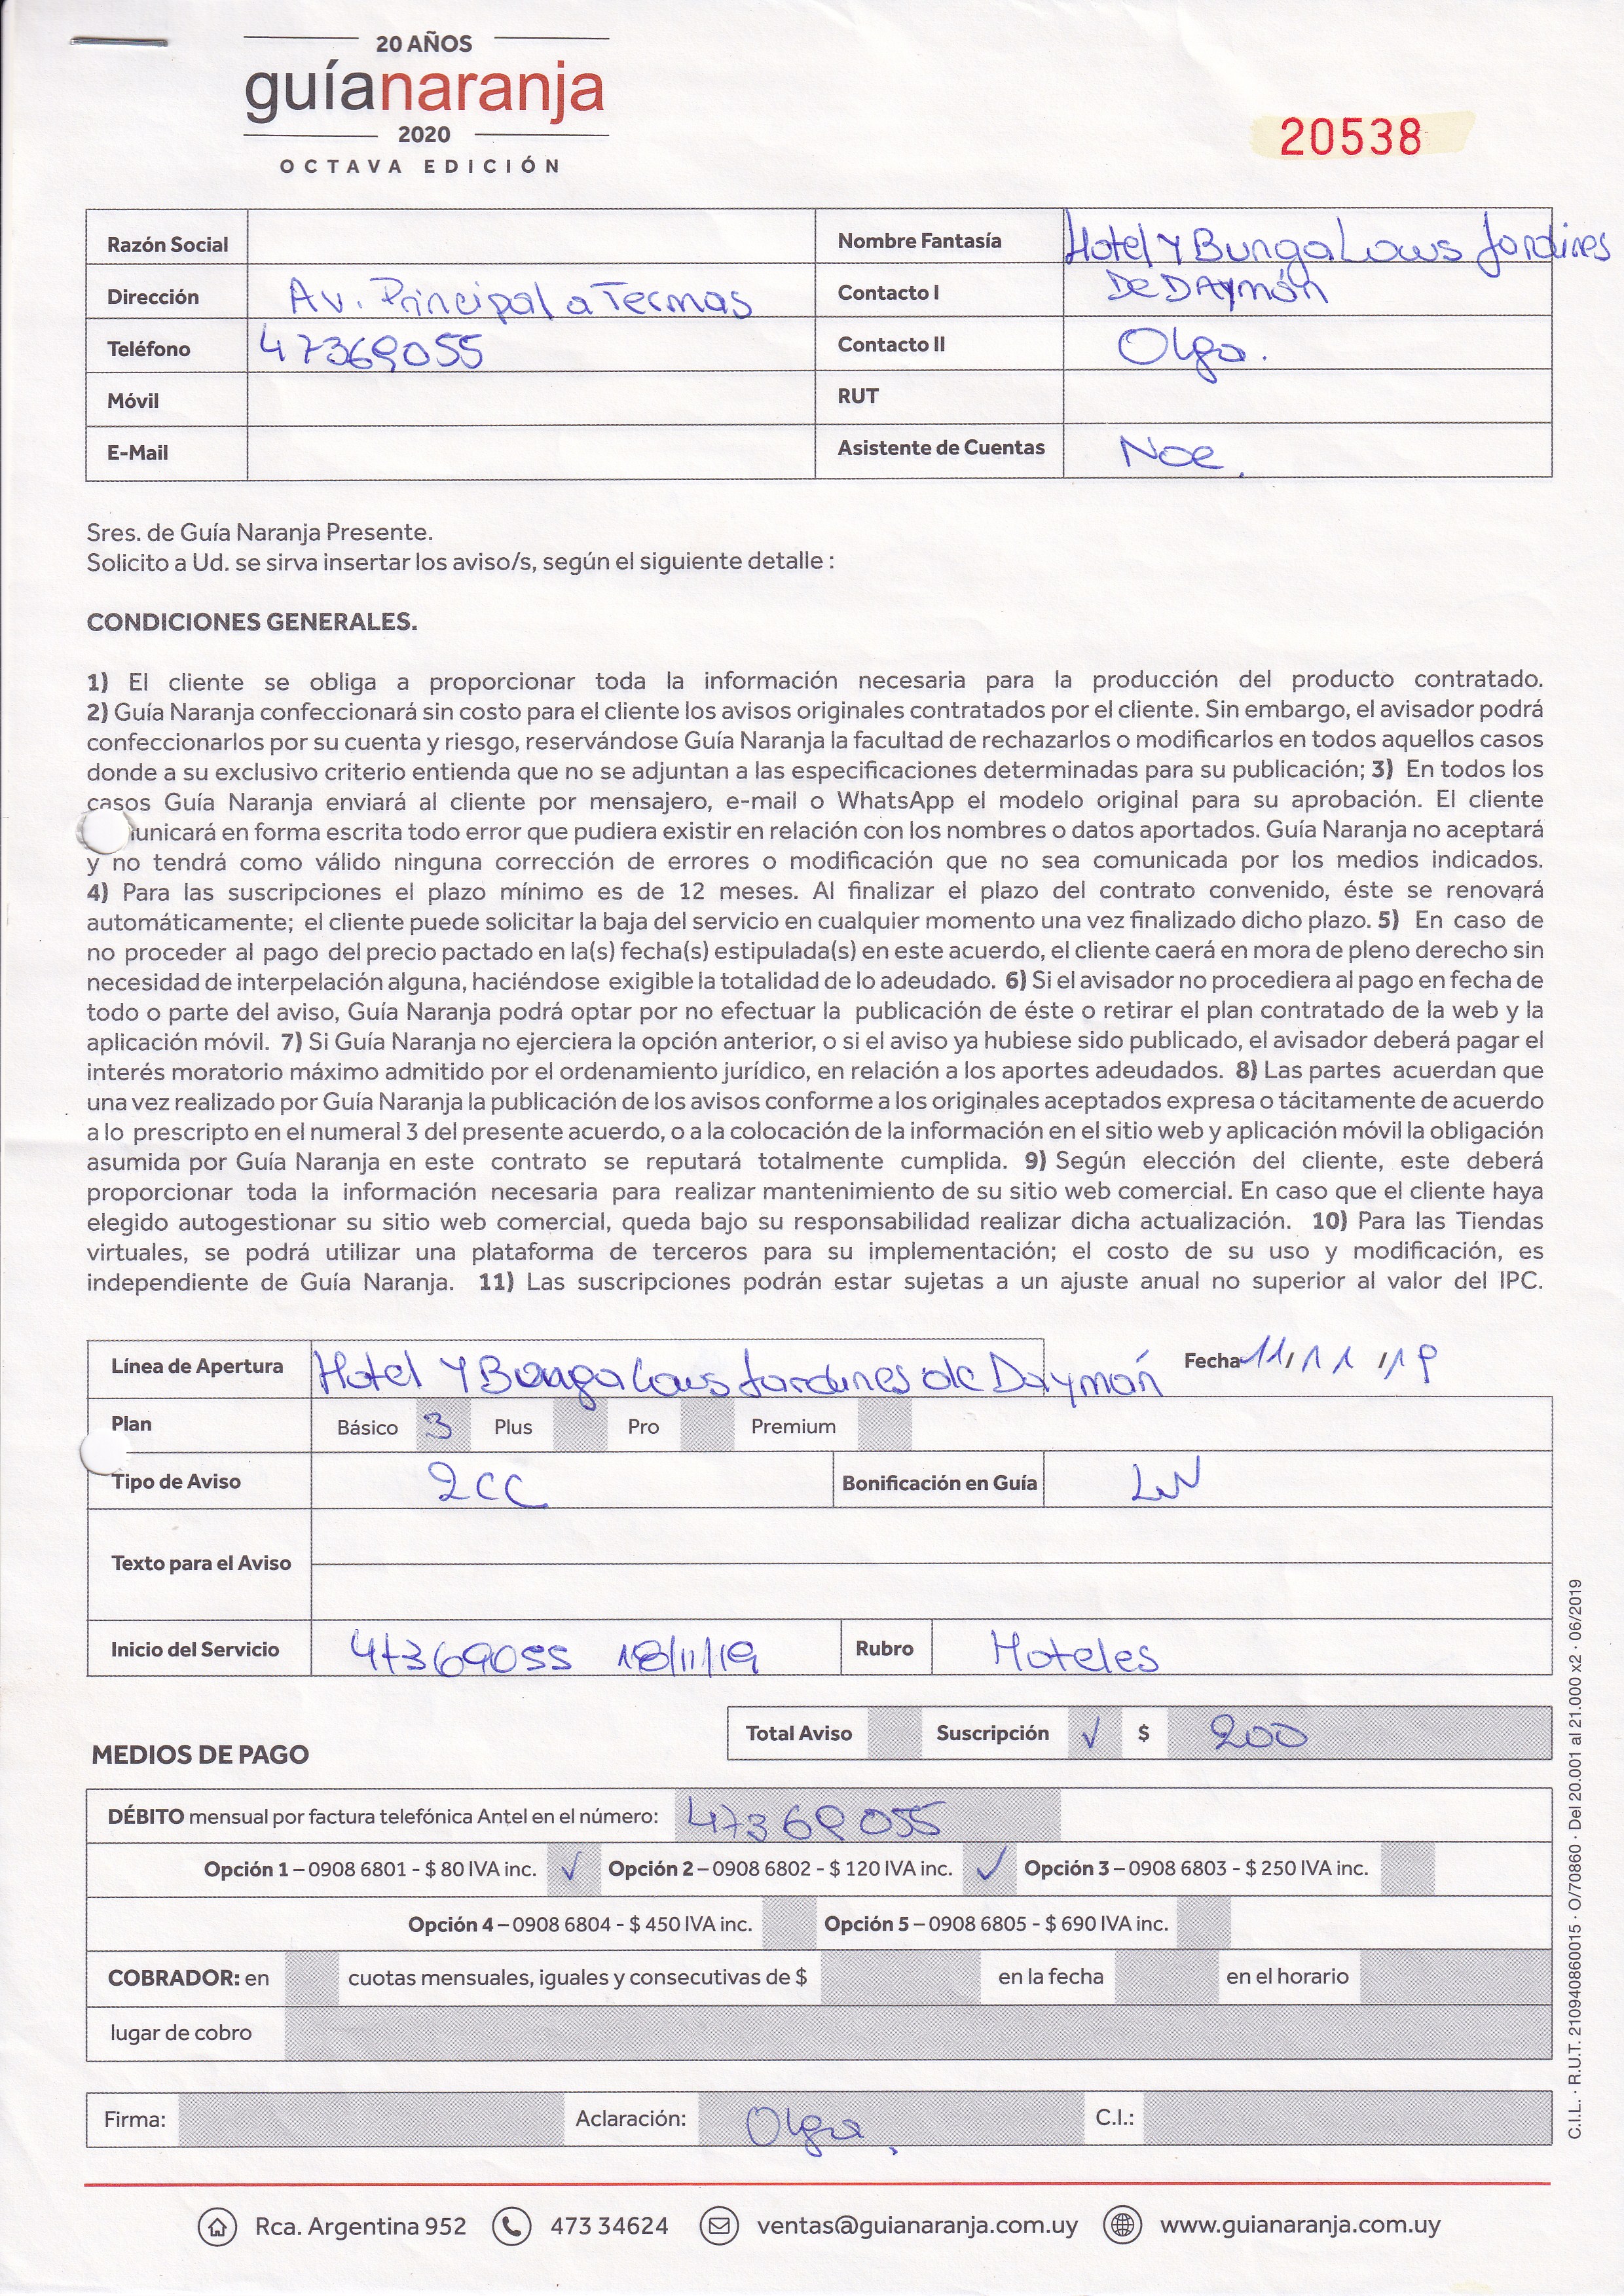 20 AÑOS
guíanaranja
2020
OCTAVA EDICIÓN
20538
Razón Social
Nombre Fantasía Hotel y Bungalows Jardines
Dirección Av. Principal a Termas
Contacto I De Daymán
Teléfono 47369055
Contacto II Olga.
Móvil
RUT
E-Mail
Asistente de Cuentas Noe.
Sres. de Guía Naranja Presente.
Solicito a Ud. se sirva insertar los aviso/s, según el siguiente detalle :
CONDICIONES GENERALES.
1) El cliente se obliga a proporcionar toda la información necesaria para la producción del producto contratado.
2) Guía Naranja confeccionará sin costo para el cliente los avisos originales contratados por el cliente. Sin embargo, el avisador podrá
confeccionarlos por su cuenta y riesgo, reservándose Guía Naranja la facultad de rechazarlos o modificarlos en todos aquellos casos
donde a su exclusivo criterio entienda que no se adjuntan a las especificaciones determinadas para su publicación; 3) En todos los
casos Guía Naranja enviará al cliente por mensajero, e-mail o WhatsApp el modelo original para su aprobación. El cliente
unicará en forma escrita todo error que pudiera existir en relación con los nombres o datos aportados. Guía Naranja no aceptará
y no tendrá como válido ninguna corrección de errores o modificación que no sea comunicada por los medios indicados.
4) Para las suscripciones el plazo mínimo es de 12 meses. Al finalizar el plazo del contrato convenido, éste se renovará
automáticamente; el cliente puede solicitar la baja del servicio en cualquier momento una vez finalizado dicho plazo. 5) En caso de
no proceder al pago del precio pactado en la(s) fecha(s) estipulada(s) en este acuerdo, el cliente caerá en mora de pleno derecho sin
necesidad de interpelación alguna, haciéndose exigible la totalidad de lo adeudado. 6) Si el avisador no procediera al pago en fecha de
todo o parte del aviso, Guía Naranja podrá optar por no efectuar la publicación de éste o retirar el plan contratado de la web y la
aplicación móvil. 7) Si Guía Naranja no ejerciera la opción anterior, o si el aviso ya hubiese sido publicado, el avisador deberá pagar el
interés moratorio máximo admitido por el ordenamiento jurídico, en relación a los aportes adeudados. 8) Las partes acuerdan que
una vez realizado por Guía Naranja la publicación de los avisos conforme a los originales aceptados expresa o tácitamente de acuerdo
a lo prescripto en el numeral 3 del presente acuerdo, o a la colocación de la información en el sitio web y aplicación móvil la obligación
asumida por Guía Naranja en este contrato se reputará totalmente cumplida. 9) Según elección del cliente, este deberá
proporcionar toda la información necesaria para realizar mantenimiento de su sitio web comercial. En caso que el cliente haya
elegido autogestionar su sitio web comercial, queda bajo su responsabilidad realizar dicha actualización. 10) Para las Tiendas
virtuales, se podrá utilizar una plataforma de terceros para su implementación; el costo de su uso y modificación, es
independiente de Guía Naranja. 11) Las suscripciones podrán estar sujetas a un ajuste anual no superior al valor del IPC.
Línea de Apertura Hotel y Bungalows Jardines de Daymán
Fecha 11/11/19
Plan Básico 3 Plus Pro Premium
Tipo de Aviso 2CC Bonificación en Guía LN
Texto para el Aviso
Inicio del Servicio 47369055 18/11/19 Rubro Hoteles
Total Aviso Suscripción √ $ 200
MEDIOS DE PAGO
DÉBITO mensual por factura telefónica Antel en el número: 47369055
Opción 1 – 0908 6801 - $ 80 IVA inc. √ Opción 2 – 0908 6802 - $ 120 IVA inc. √ Opción 3 – 0908 6803 - $ 250 IVA inc.
Opción 4 – 0908 6804 - $ 450 IVA inc. Opción 5 – 0908 6805 - $ 690 IVA inc.
COBRADOR: en cuotas mensuales, iguales y consecutivas de $ en la fecha en el horario
lugar de cobro
Firma: Aclaración: Olga. C.I.:
Rca. Argentina 952 473 34624 ventas@guianaranja.com.uy www.guianaranja.com.uy
C.I.L. · R.U.T. 210940860015 · O/70860 · Del 20.001 al 21.000 x2 · 06/2019